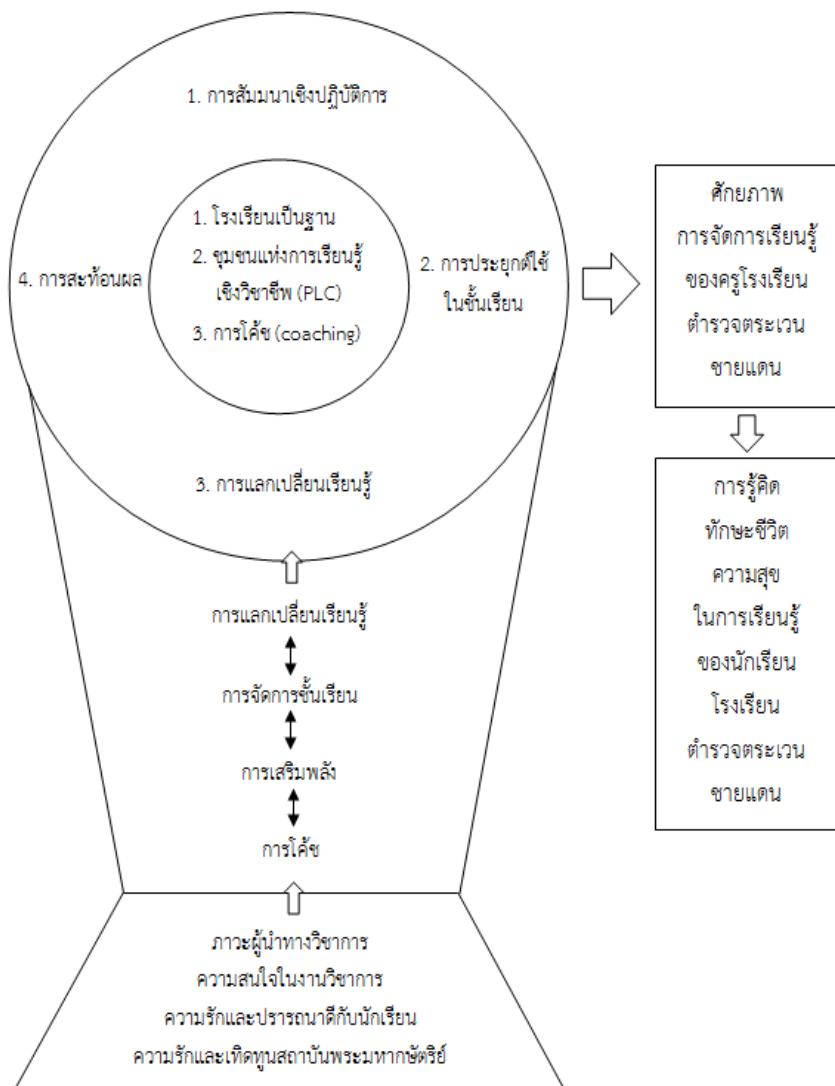 1. การสัมมนาเชิงปฏิบัติการ
1. โรงเรียนเป็นฐาน
2. ชุมชนแห่งการเรียนรู้
เชิงวิชาชีพ (PLC)
3. การโค้ช (coaching)
4. การสะท้อนผล
2. การประยุกต์ใช้
ในชั้นเรียน
3. การแลกเปลี่ยนเรียนรู้
การแลกเปลี่ยนเรียนรู้
การจัดการชั้นเรียน
การเสริมพลัง
การโค้ช
ภาวะผู้นำทางวิชาการ
ความสนใจในงานวิชาการ
ความรักและปรารถนาดีกับนักเรียน
ความรักและเทิดทูนสถาบันพระมหากษัตริย์
ศักยภาพ
การจัดการเรียนรู้
ของครูโรงเรียน
ตำรวจตระเวน
ชายแดน
การรู้คิด
ทักษะชีวิต
ความสุข
ในการเรียนรู้
ของนักเรียน
โรงเรียน
ตำรวจตระเวน
ชายแดน